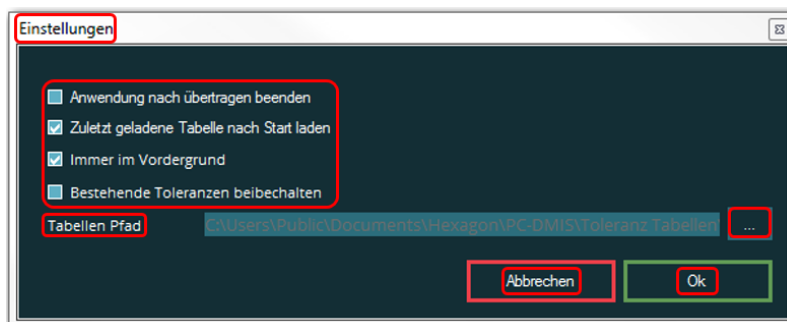 Einstellungen
Anwendung nach übertragen beenden
Zuletzt geladene Tabelle nach Start laden
Immer im Vordergrund
Bestehende Toleranzen beibechalten
Tabellen Pfad C:\Users\Public\Documents\Hexagon\PC-DMIS\Toleranz Tabellen ...
Abbrechen Ok